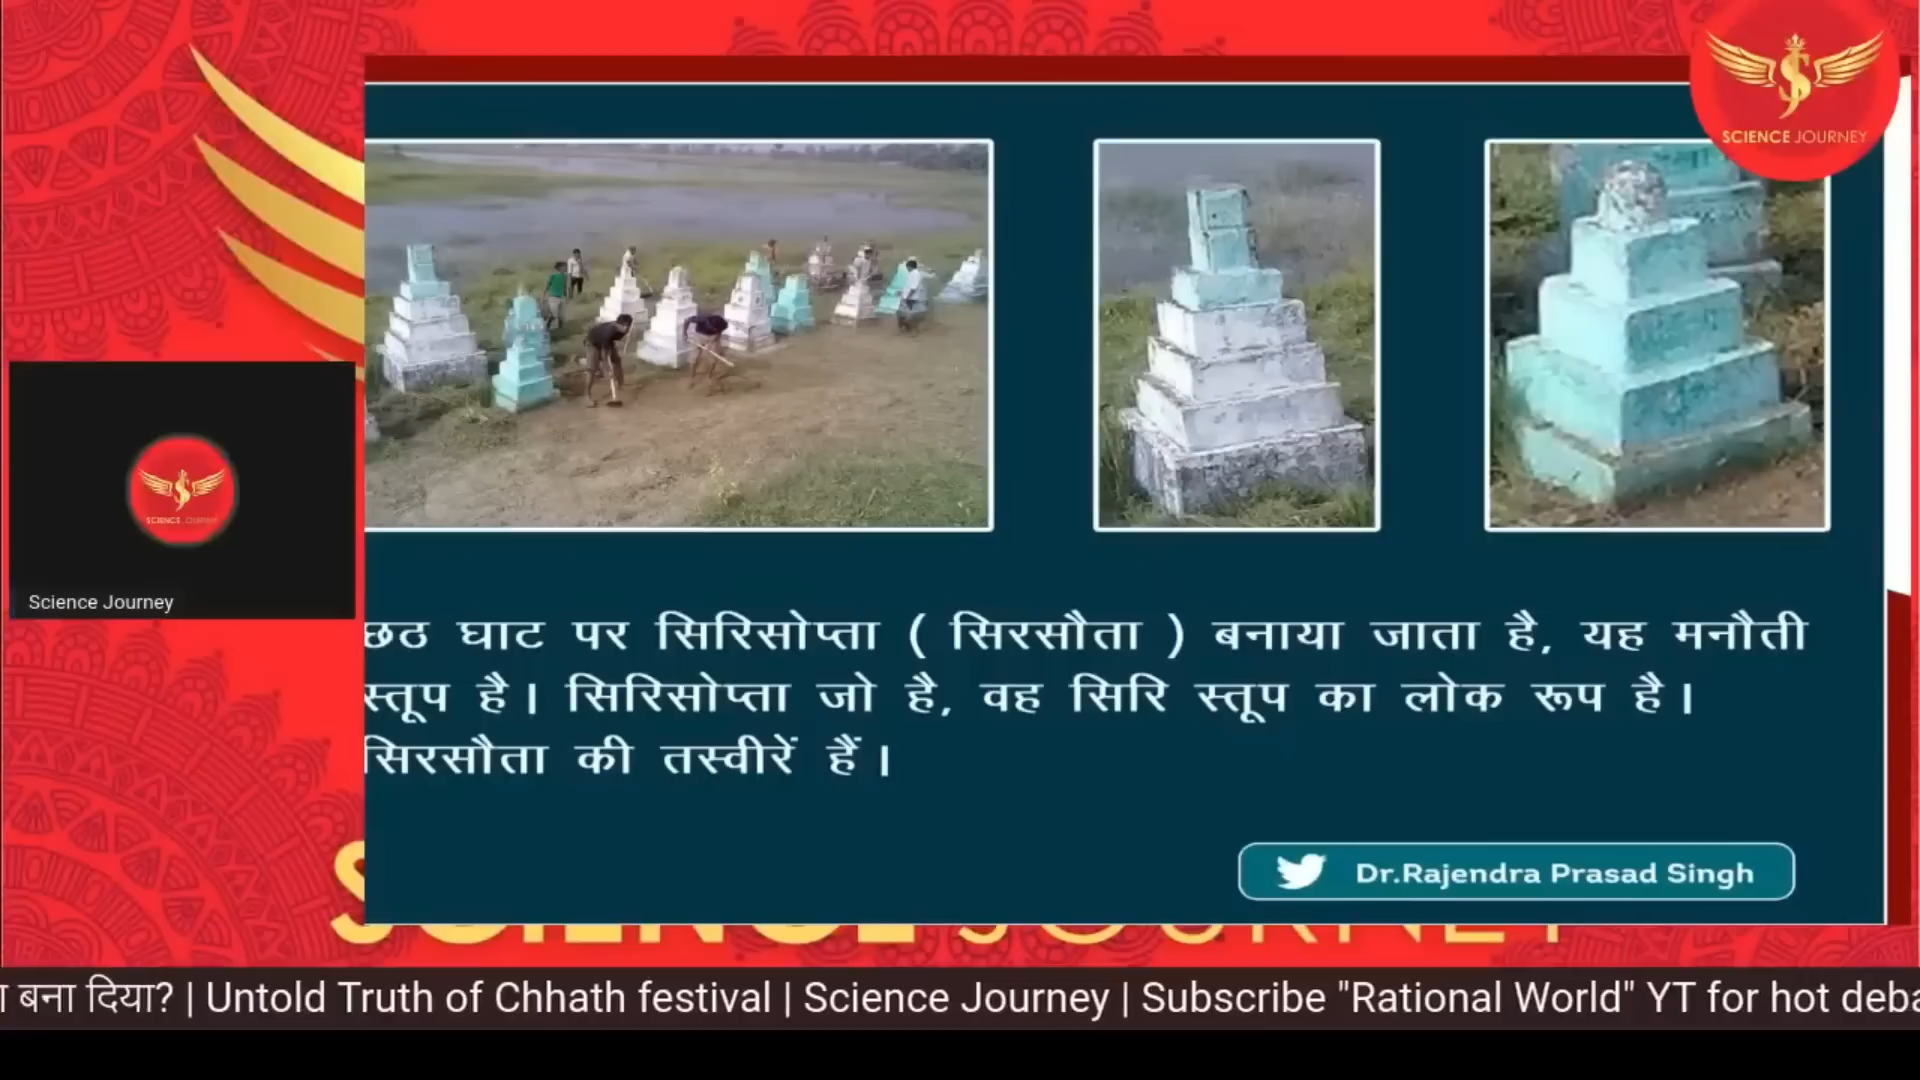 SCIENCE JOURNEY
Science Journey
छठ घाट पर सिरिसोप्ता ( सिरसौता ) बनाया जाता है, यह मनौती
स्तूप है। सिरिसोप्ता जो है, वह सिरि स्तूप का लोक रूप है।
सिरसौता की तस्वीरें हैं।
Dr.Rajendra Prasad Singh
बना दिया? | Untold Truth of Chhath festival | Science Journey | Subscribe "Rational World" YT for hot